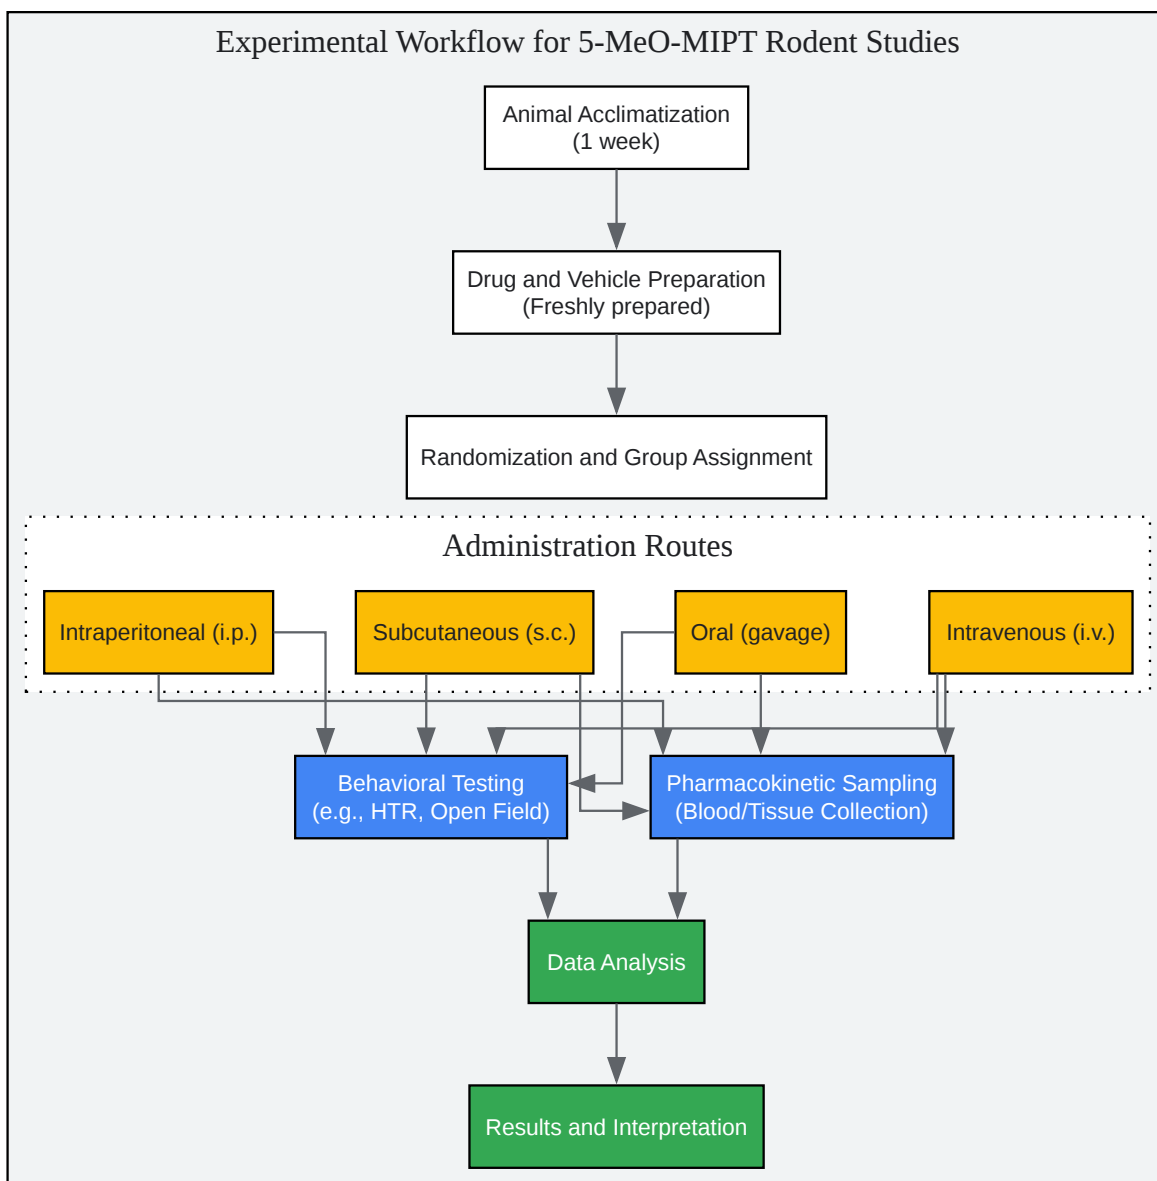 Experimental Workflow for 5-MeO-MIPT Rodent Studies
Animal Acclimatization
(1 week)
Drug and Vehicle Preparation
(Freshly prepared)
Randomization and Group Assignment
Administration Routes
Intraperitoneal (i.p.)
Subcutaneous (s.c.)
Oral (gavage)
Intravenous (i.v.)
Behavioral Testing
(e.g., HTR, Open Field)
Pharmacokinetic Sampling
(Blood/Tissue Collection)
Data Analysis
Results and Interpretation